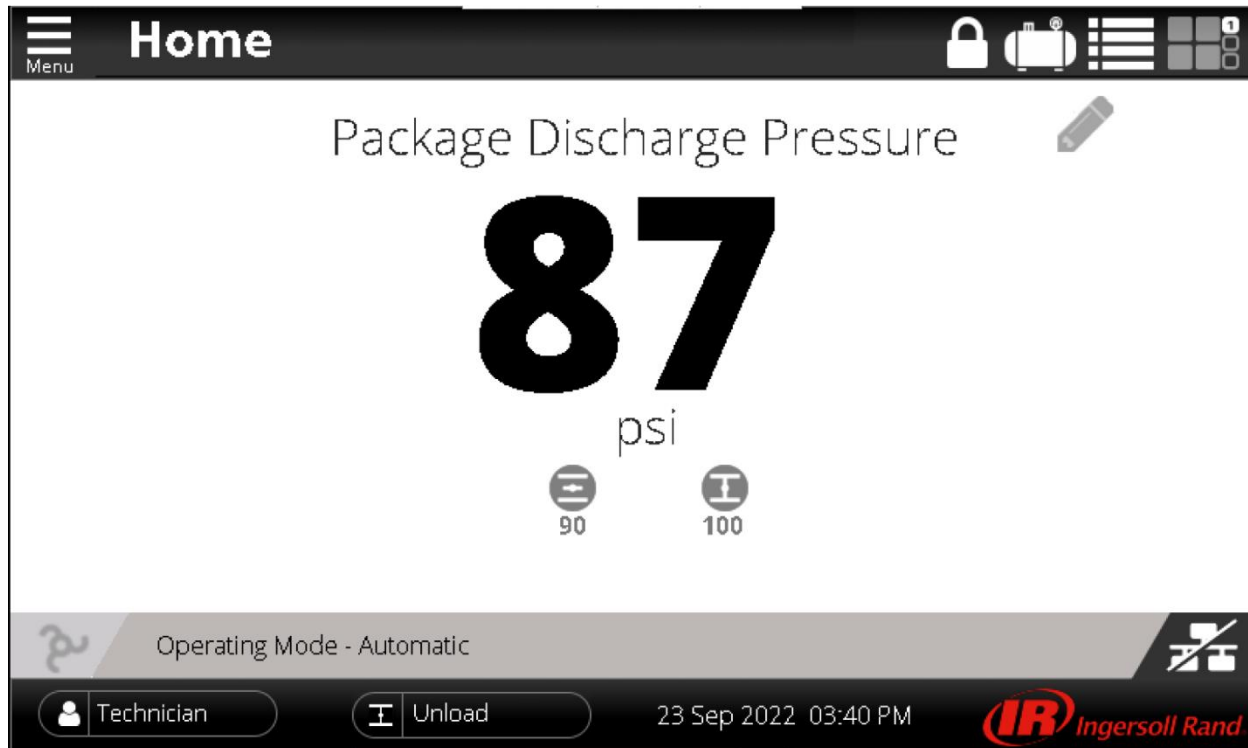 Menu
Home
1
Package Discharge Pressure
87
psi
90
100
Operating Mode - Automatic
Technician
Unload
23 Sep 2022 03:40 PM
IR Ingersoll Rand